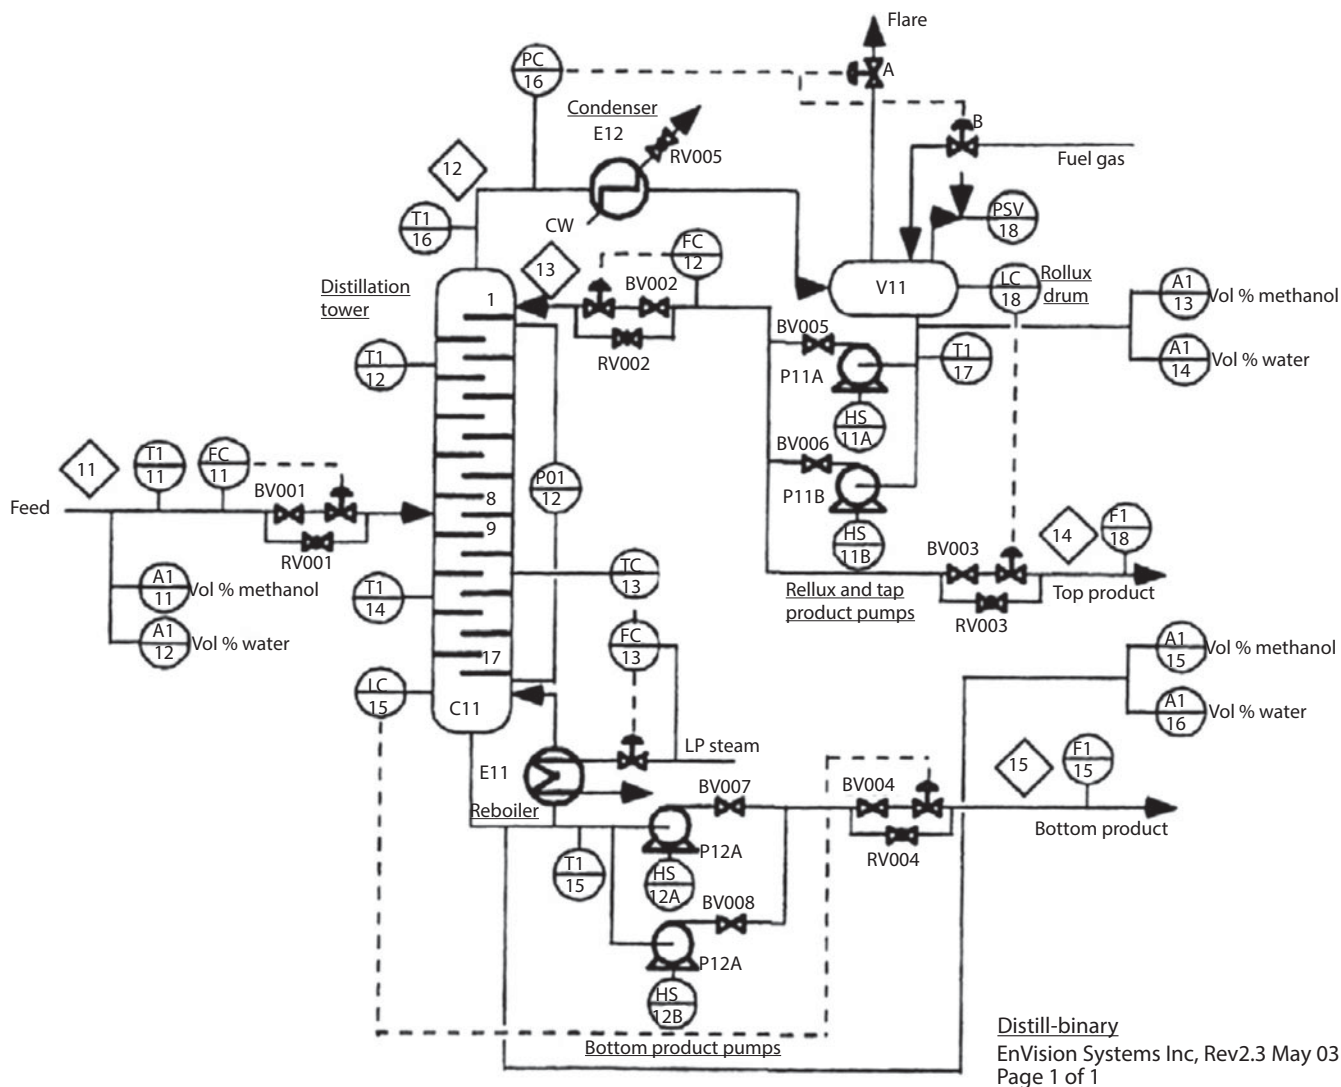 Flare
PC
16
A
Condenser
E12
RV005
B
Fuel gas
12
T1
16
CW
PSV
18
FC
12
13
BV002
RV002
V11
LC
18
Rollux
drum
A1
13
Vol % methanol
A1
14
Vol % water
Distillation
tower
1
T1
12
BV005
P11A
T1
17
HS
11A
BV006
P11B
HS
11B
11
T1
11
FC
11
BV001
RV001
Feed
P01
12
8
9
A1
11
Vol % methanol
A1
12
Vol % water
T1
14
TC
13
FC
13
Rellux and tap
product pumps
BV003
RV003
14
F1
18
Top product
17
LC
15
C11
A1
15
Vol % methanol
A1
16
Vol % water
LP steam
E11
Reboiler
BV007
P12A
T1
15
HS
12A
BV008
P12A
HS
12B
BV004
RV004
15
F1
15
Bottom product
Bottom product pumps
Distill-binary
EnVision Systems Inc, Rev2.3 May 03
Page 1 of 1